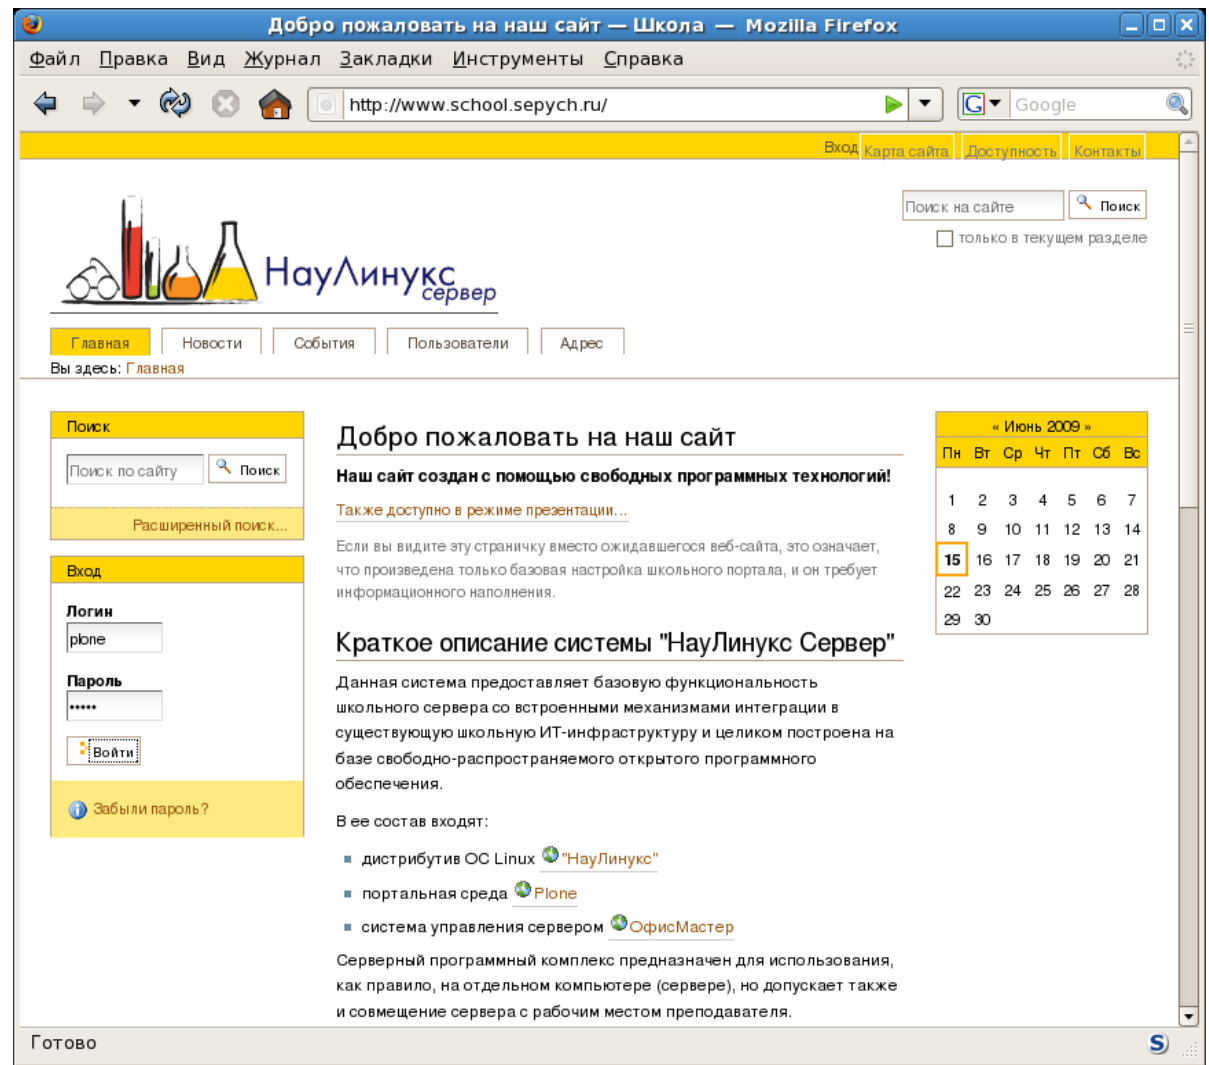 Добро пожаловать на наш сайт — Школа — Mozilla Firefox
Файл Правка Вид Журнал Закладки Инструменты Справка
http://www.school.sepych.ru/
G Google
Вход Карта сайта Доступность Контакты
Поиск на сайте Поиск
только в текущем разделе
НауЛинукс
сервер
Главная Новости События Пользователи Адрес
Вы здесь: Главная
Поиск
Поиск по сайту Поиск
Расширенный поиск...
Вход
Логин
plone
Пароль
•••••
Войти
Забыли пароль?
Добро пожаловать на наш сайт
Наш сайт создан с помощью свободных программных технологий!
Также доступно в режиме презентации...
Если вы видите эту страничку вместо ожидавшегося веб-сайта, это означает,
что произведена только базовая настройка школьного портала, и он требует
информационного наполнения.
Краткое описание системы "НауЛинукс Сервер"
Данная система предоставляет базовую функциональность
школьного сервера со встроенными механизмами интеграции в
существующую школьную ИТ-инфраструктуру и целиком построена на
базе свободно-распространяемого открытого программного
обеспечения.
В ее состав входят:
дистрибутив ОС Linux "НауЛинукс"
портальная среда Plone
система управления сервером ОфисМастер
Серверный программный комплекс предназначен для использования,
как правило, на отдельном компьютере (сервере), но допускает также
и совмещение сервера с рабочим местом преподавателя.
« Июнь 2009 »
Пн Вт Ср Чт Пт Сб Вс
1 2 3 4 5 6 7
8 9 10 11 12 13 14
15 16 17 18 19 20 21
22 23 24 25 26 27 28
29 30
Готово
S